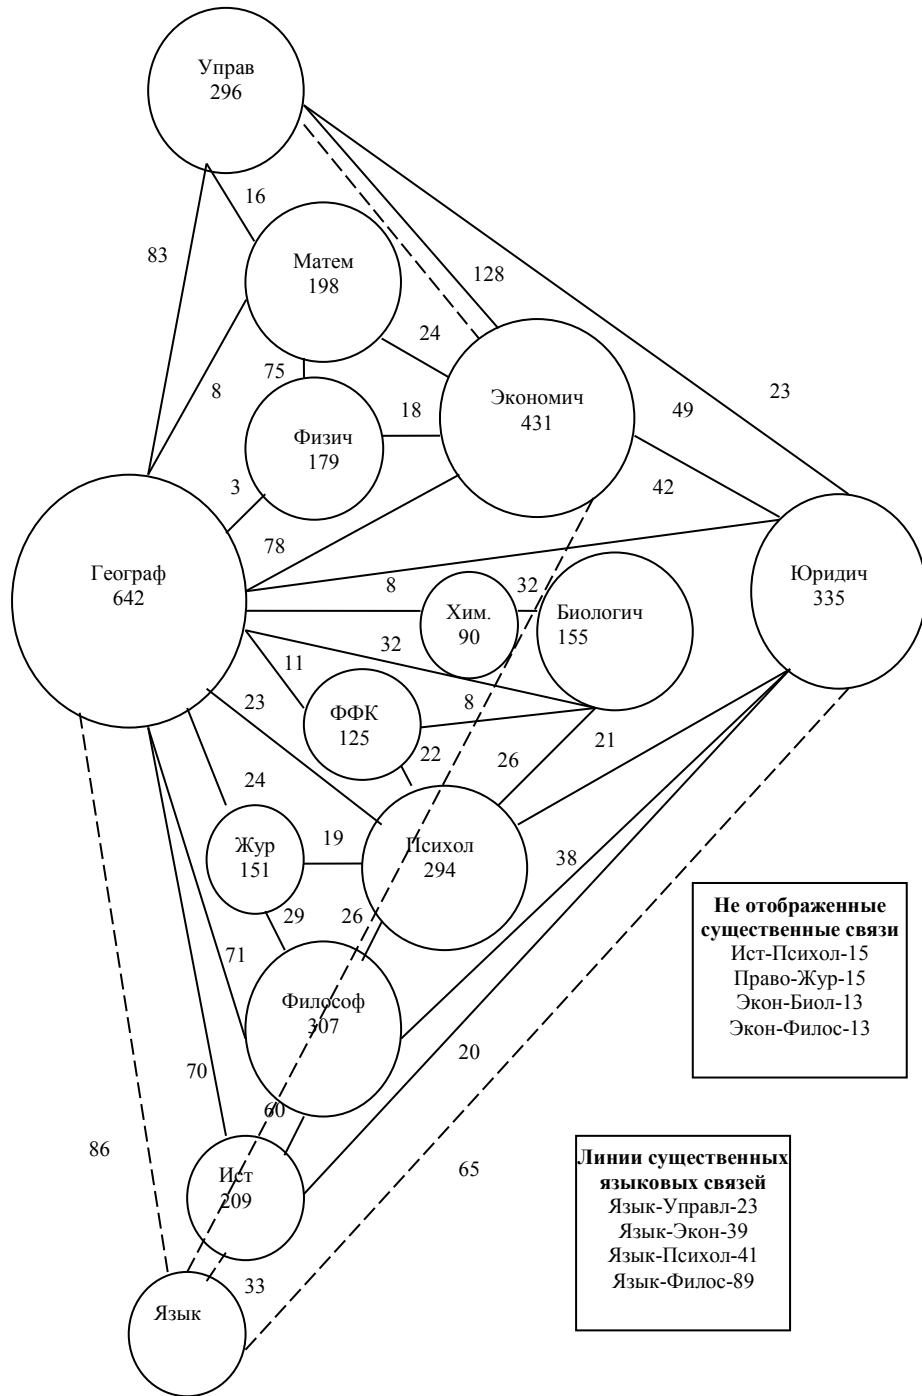 Управ
296
16
83
Матем
198
128
24
75
8
Экономич
431
23
49
18
Физич
179
3
42
78
Географ
642
8
32
Хим.
90
Биологич
155
Юридич
335
32
11
23
8
ФФК
125
22
26
21
24
19
Жур
151
Психол
294
38
29
26
71
Философ
307
Не отображенные
существенные связи
Ист-Психол-15
Право-Жур-15
Экон-Биол-13
Экон-Филос-13
70
60
20
86
65
Ист
209
Линии существенных
языковых связей
Язык-Управл-23
Язык-Экон-39
Язык-Психол-41
Язык-Филос-89
33
Язык